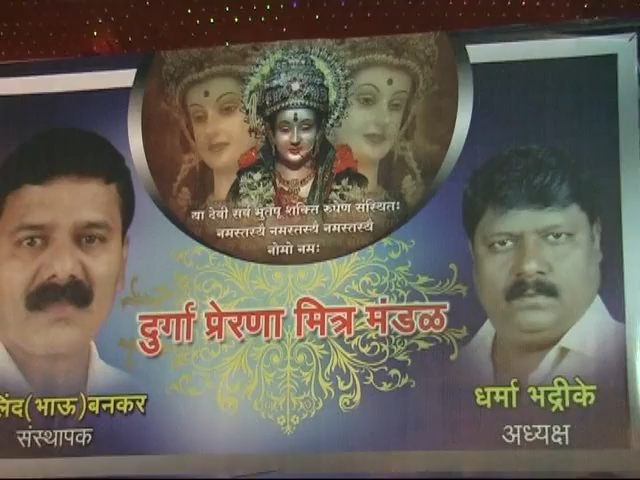 या देवी सर्व भुतेषू शक्ति रुपेण संस्थितः
नमस्तस्यै नमस्तस्यै नमस्तस्यै
नोमो नमः
दुर्गा प्रेरणा मित्र मंडळ
(भाऊ) बनकर
संस्थापक
धर्मा भद्रीके
अध्यक्ष